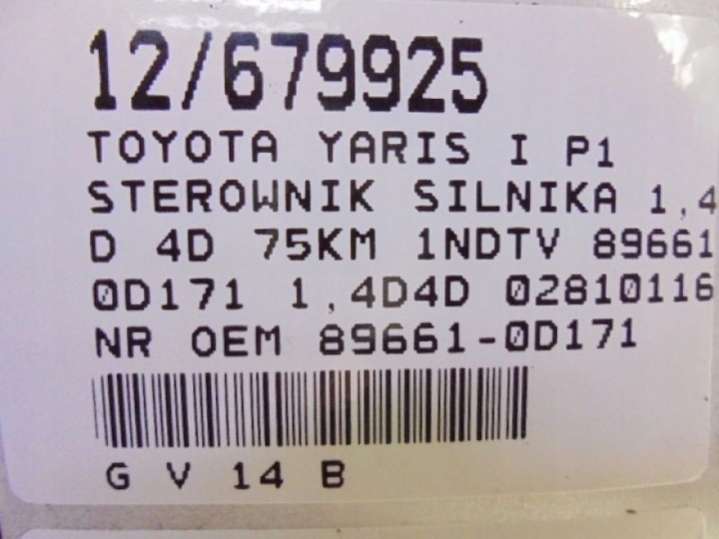 12/679925
TOYOTA YARIS I P1
STEROWNIK SILNIKA 1,4
D 4D 75KM 1NDTV 89661
0D171 1,4D4D 02810116
NR OEM 89661-0D171
G V 14 B